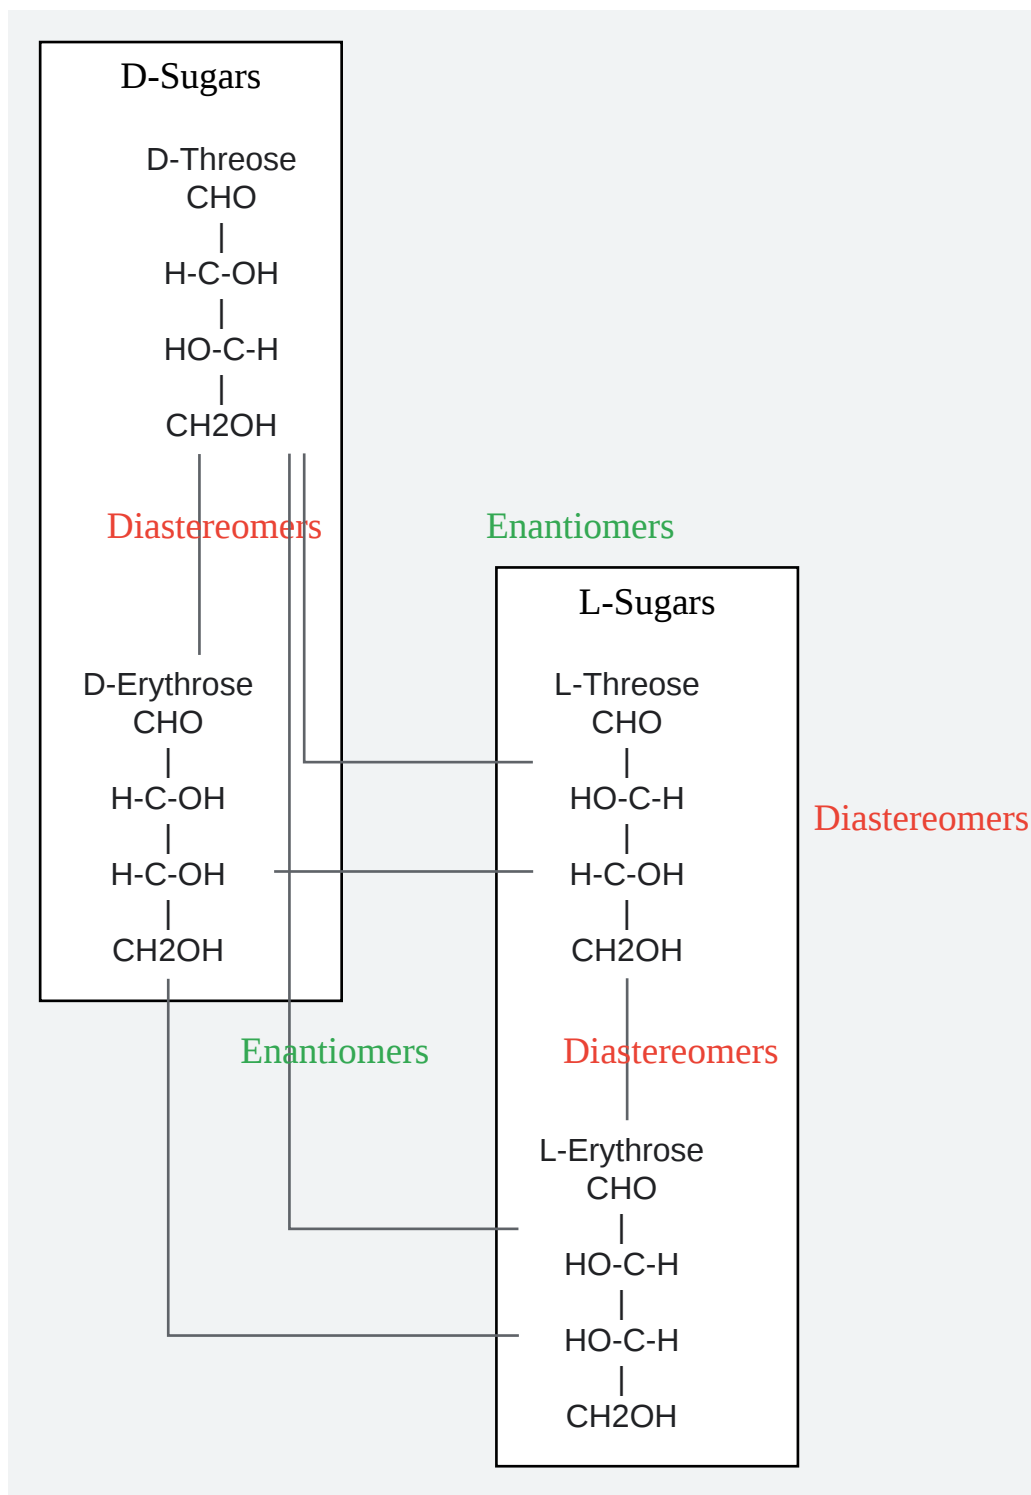 D-Sugars
D-Threose
CHO
|
H-C-OH
|
HO-C-H
|
CH2OH
Diastereomers
D-Erythrose
CHO
|
H-C-OH
|
H-C-OH
|
CH2OH
Enantiomers
Enantiomers
L-Sugars
L-Threose
CHO
|
HO-C-H
|
H-C-OH
|
CH2OH
Diastereomers
Diastereomers
L-Erythrose
CHO
|
HO-C-H
|
HO-C-H
|
CH2OH